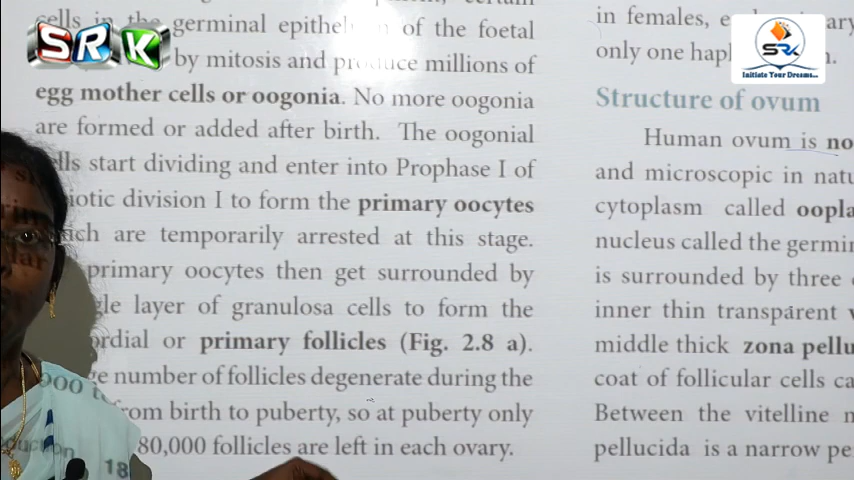 cells in the germinal epithel of the foetal
SRK
by mitosis and produce millions of
egg mother cells or oogonia. No more oogonia
are formed or added after birth. The oogonial
lls start dividing and enter into Prophase I of
iotic division I to form the primary oocytes
ich are temporarily arrested at this stage.
primary oocytes then get surrounded by
gle layer of granulosa cells to form the
rdial or primary follicles (Fig. 2.8 a).
e number of follicles degenerate during the
from birth to puberty, so at puberty only
80,000 follicles are left in each ovary.
18
in females, e
only one hapl
SRK
Initiate Your Dreams...
Structure of ovum
Human ovum is no
and microscopic in natu
cytoplasm called oopla
nucleus called the germin
is surrounded by three
inner thin transparent v
middle thick zona pellu
coat of follicular cells ca
Between the vitelline m
pellucida is a narrow pe